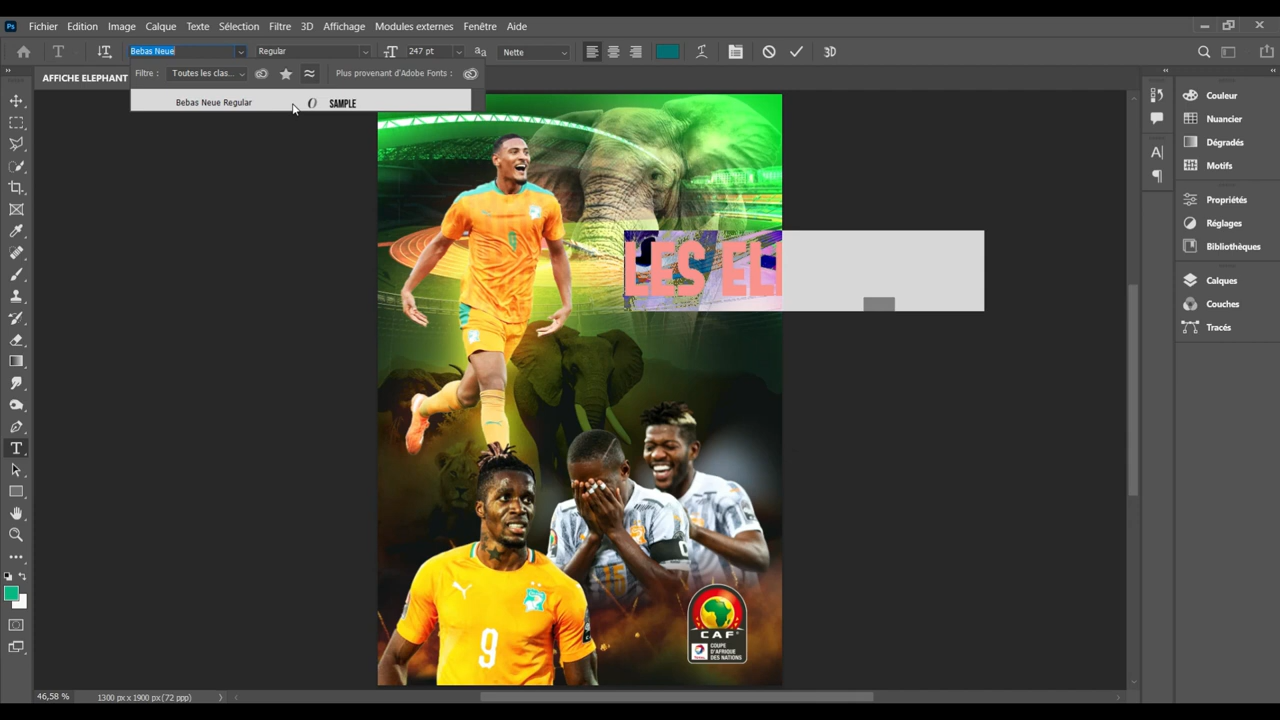 Fichier Edition Image Calque Texte Sélection Filtre 3D Affichage Modules externes Fenêtre Aide
Bebas Neue Regular 247 pt Nette 3D
Filtre : Toutes les clas... Plus provenant d'Adobe Fonts :
AFFICHE ELEPHANT
Bebas Neue Regular SAMPLE
Couleur
Nuancier
Dégradés
Motifs
Propriétés
Réglages
Bibliothèques
Calques
Couches
Tracés
LES ELE
9
CAF
TOTAL
COUPE
D'AFRIQUE
DES NATIONS
46,58 % 1300 px x 1900 px (72 ppp)